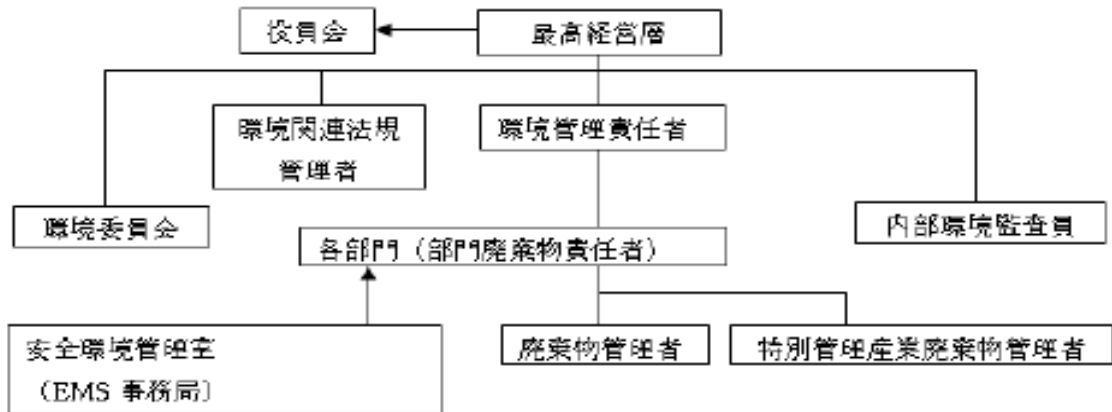 役員会
最高経営層
環境関連法規
管理者
環境管理責任者
環境委員会
内部環境監査員
各部門（部門廃棄物責任者）
安全環境管理室
（EMS 事務局）
廃棄物管理者
特別管理産業廃棄物管理者